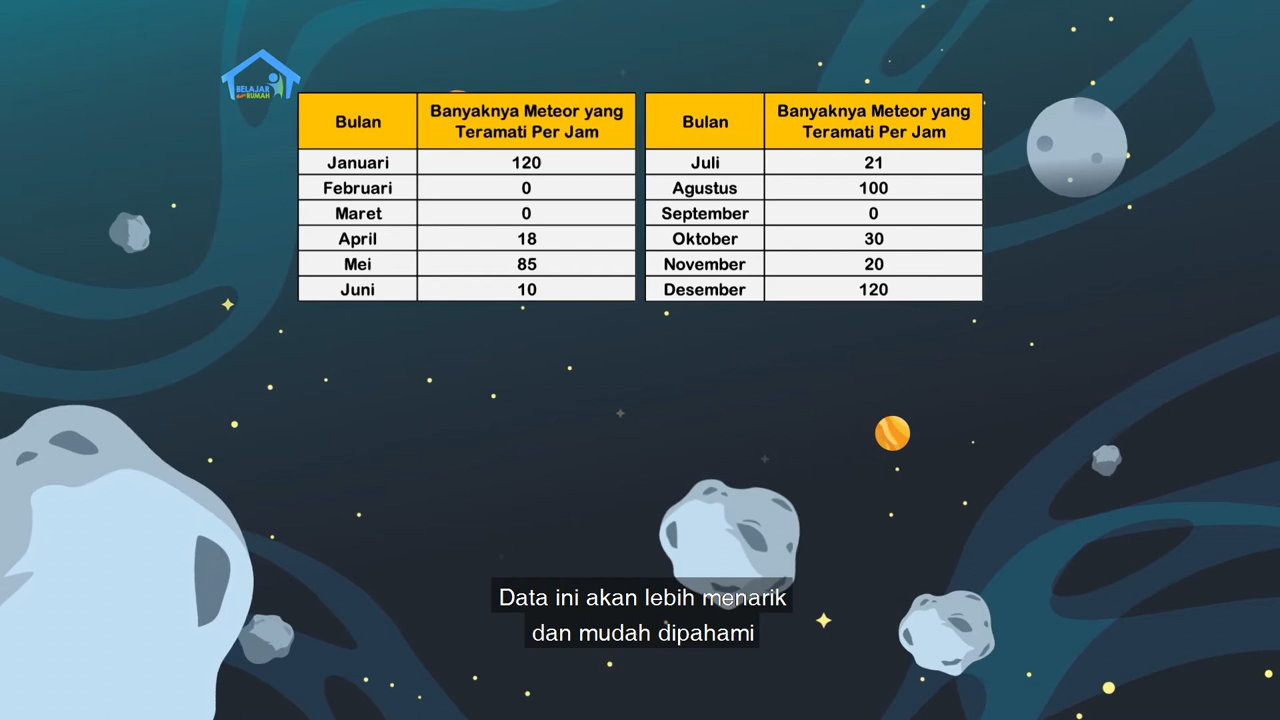 BELAJAR
dari RUMAH
Bulan Banyaknya Meteor yang Teramati Per Jam
Januari 120
Februari 0
Maret 0
April 18
Mei 85
Juni 10
Bulan Banyaknya Meteor yang Teramati Per Jam
Juli 21
Agustus 100
September 0
Oktober 30
November 20
Desember 120
Data ini akan lebih menarik
dan mudah dipahami